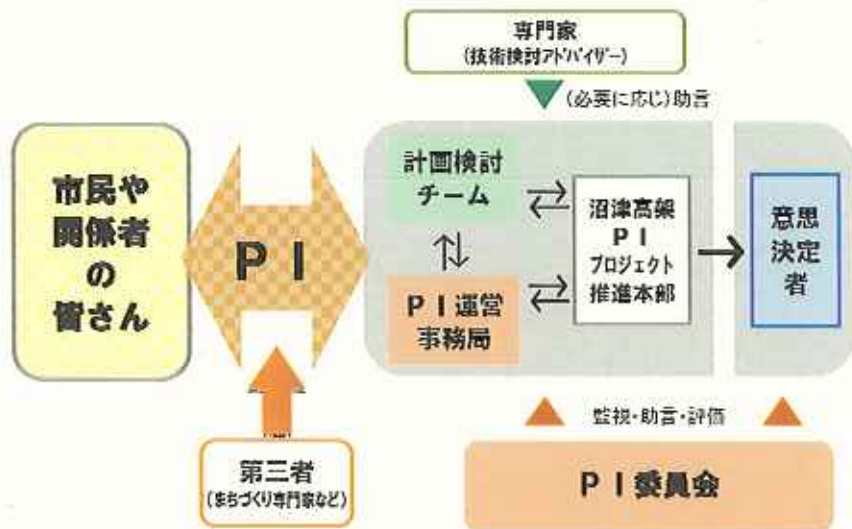 専門家
(技術検討アドバイザー)
(必要に応じ)助言
市民や
関係者
の
皆さん
PI
計画検討
チーム
PI運営
事務局
沼津高架
PI
プロジェクト
推進本部
意思
決定
者
監視・助言・評価
第三者
(まちづくり専門家など)
PI委員会